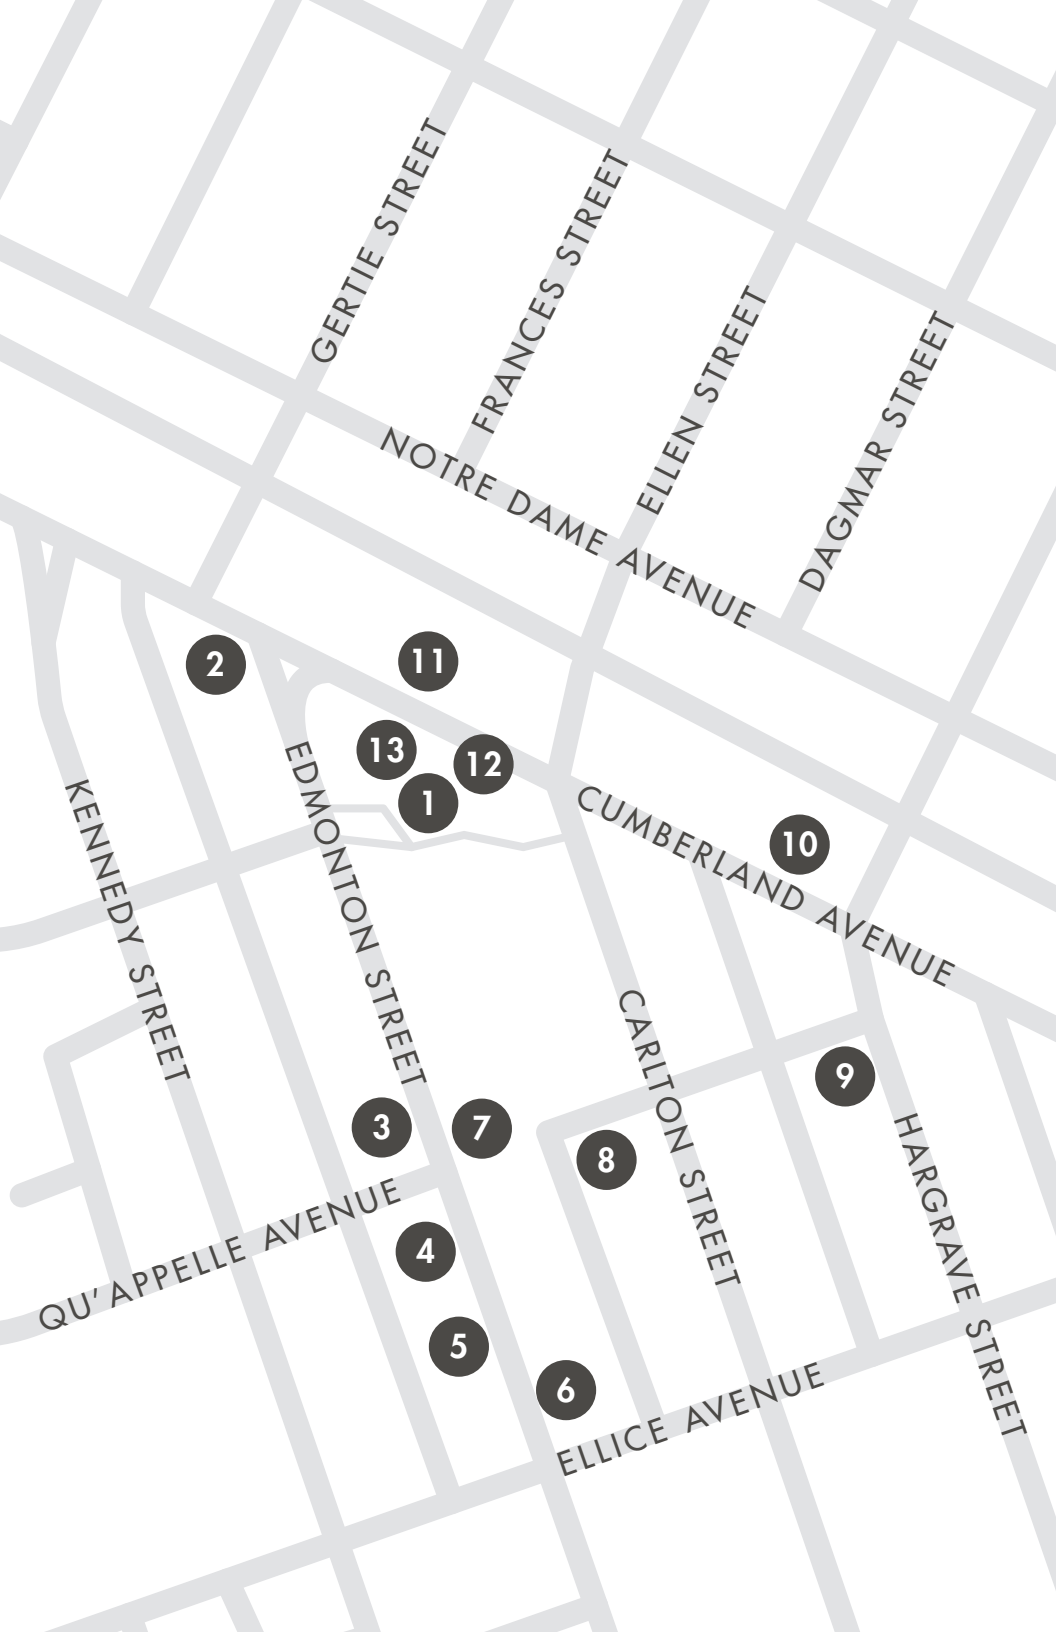 GERTIE STREET
FRANCES STREET
ELLEN STREET
DAGMAR STREET
NOTRE DAME AVENUE
2
11
13
12
1
CUMBERLAND AVENUE
10
KENNEDY STREET
EDMONTON STREET
CARLTON STREET
9
3
7
8
HARGRAVE STREET
QU'APPELLE AVENUE
4
5
6
ELLICE AVENUE